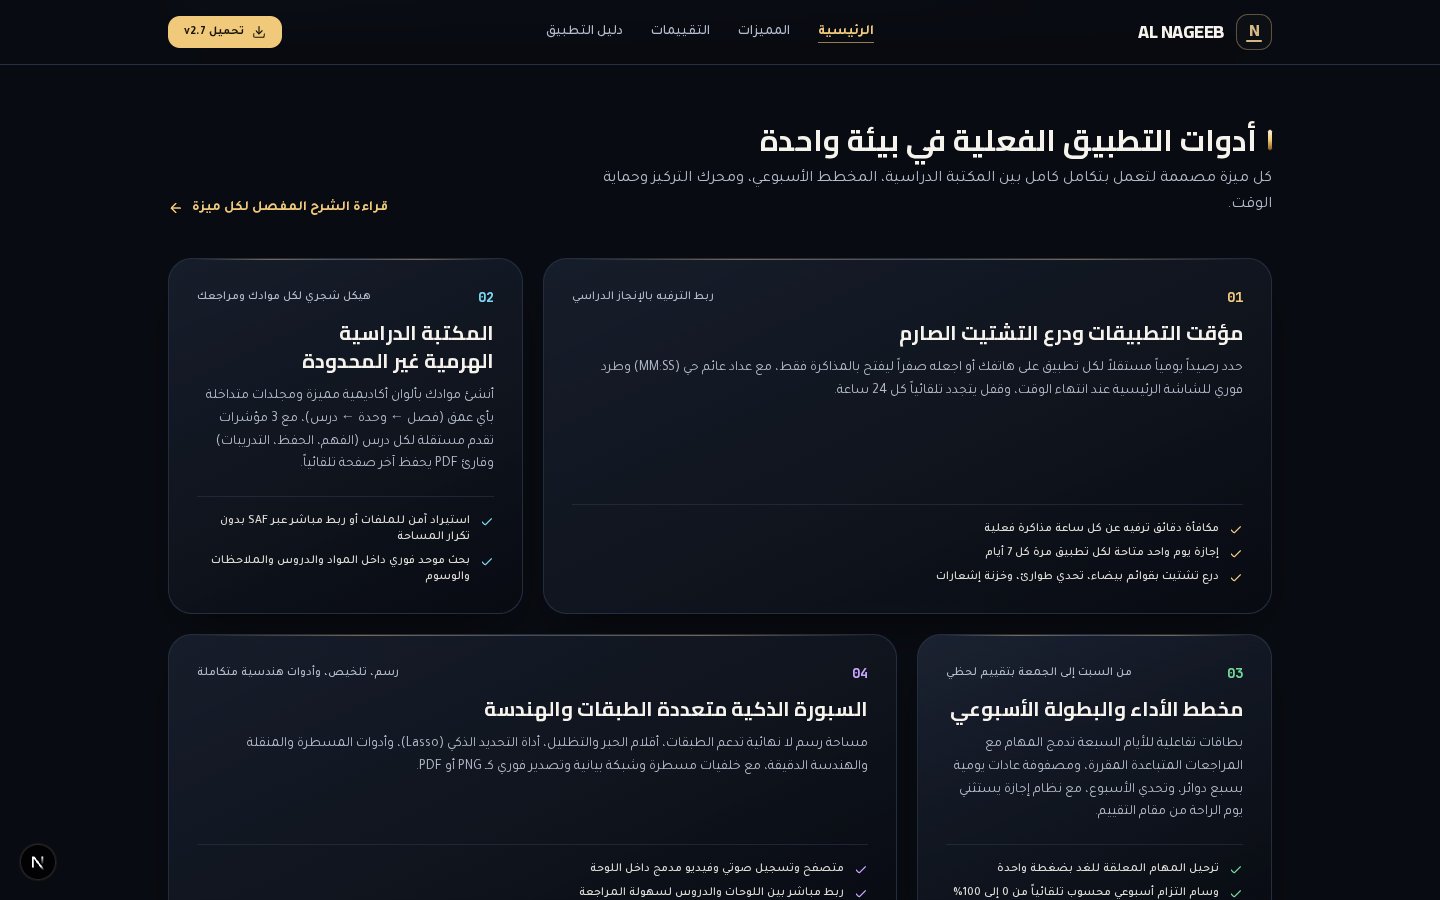 N
AL NAGEEB
الرئيسية
المميزات
التقييمات
دليل التطبيق
تحميل v2.7
أدوات التطبيق الفعلية في بيئة واحدة
كل ميزة مصممة لتعمل بتكامل كامل بين المكتبة الدراسية، المخطط الأسبوعي، ومحرك التركيز وحماية
الوقت.
قراءة الشرح المفصل لكل ميزة ←
01
ربط الترفيه بالإنجاز الدراسي
مؤقت التطبيقات ودرع التشتيت الصارم
حدد رصيداً يومياً مستقلاً لكل تطبيق على هاتفك أو اجعله صفراً ليفتح بالمذاكرة فقط، مع عداد عائم حي (MM:SS) وطرد
فوري للشاشة الرئيسية عند انتهاء الوقت، وقفل يتجدد تلقائياً كل 24 ساعة.
مكافأة دقائق ترفيه عن كل ساعة مذاكرة فعلية
إجازة يوم واحد متاحة لكل تطبيق مرة كل 7 أيام
درع تشتيت بقوائم بيضاء، تحدي طوارئ، وخزنة إشعارات
02
هيكل شجري لكل موادك ومراجعك
المكتبة الدراسية
الهرمية غير المحدودة
أنشئ موادك بألوان أكاديمية مميزة ومجلدات متداخلة
بأي عمق (فصل ← وحدة ← درس)، مع 3 مؤشرات
تقدم مستقلة لكل درس (الفهم، الحفظ، التدريبات)
وقارئ PDF يحفظ آخر صفحة تلقائياً.
استيراد آمن للملفات أو ربط مباشر عبر SAF بدون
تكرار المساحة
بحث موحد فوري داخل المواد والدروس والملاحظات
والوسوم
03
من السبت إلى الجمعة بتقييم لحظي
مخطط الأداء والبطولة الأسبوعي
بطاقات تفاعلية للأيام السبعة تدمج المهام مع
المراجعات المتباعدة المقررة، ومصفوفة عادات يومية
بسبع دوائر، وتحدي الأسبوع، مع نظام إجازة يستثني
يوم الراحة من مقام التقييم.
ترحيل المهام المعلقة للغد بضغطة واحدة
وسام التزام أسبوعي محسوب تلقائياً من 0 إلى 100%
04
رسم، تلخيص، وأدوات هندسية متكاملة
السبورة الذكية متعددة الطبقات والهندسة
مساحة رسم لا نهائية تدعم الطبقات، أقلام الحبر والتظليل، أداة التحديد الذكي (Lasso)، وأدوات المسطرة والمنقلة
والهندسة الدقيقة، مع خلفيات مسطرة وشبكة بيانية وتصدير فوري كـ PNG أو PDF.
متصفح وتسجيل صوتي وفيديو مدمج داخل اللوحة
ربط مباشر بين اللوحات والدروس لسهولة المراجعة
N